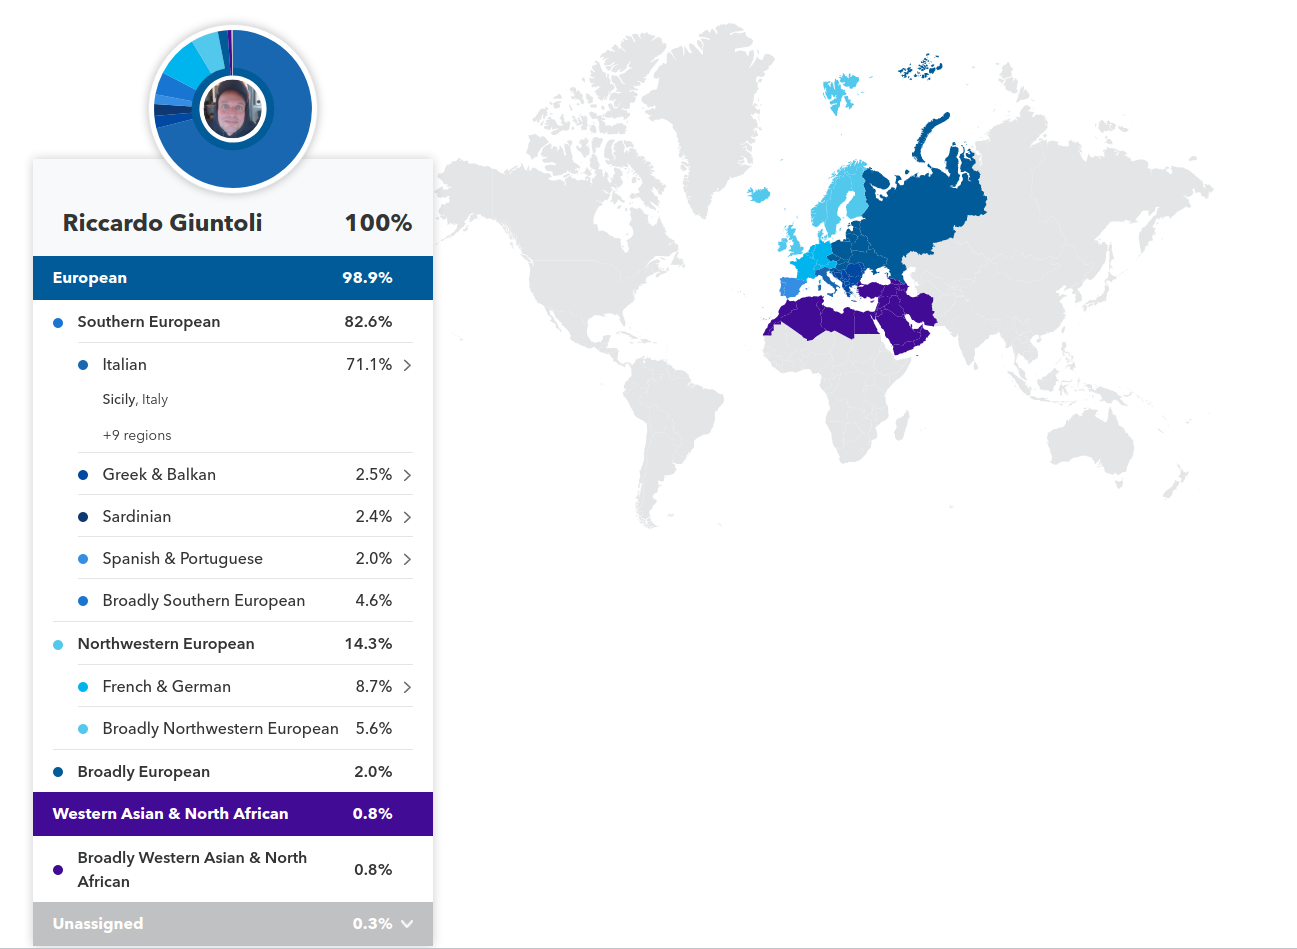 Riccardo Giuntoli 100%
European 98.9%
Southern European 82.6%
Italian 71.1%
Sicily, Italy
+9 regions
Greek & Balkan 2.5%
Sardinian 2.4%
Spanish & Portuguese 2.0%
Broadly Southern European 4.6%
Northwestern European 14.3%
French & German 8.7%
Broadly Northwestern European 5.6%
Broadly European 2.0%
Western Asian & North African 0.8%
Broadly Western Asian & North
African 0.8%
Unassigned 0.3%